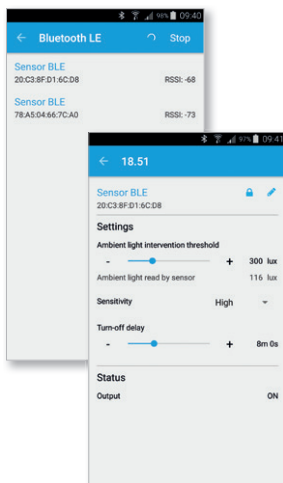 98% 09:40
Bluetooth LE Stop
Sensor BLE
20:C3:8F:D1:6C:D8 RSSI: -68
Sensor BLE
78:A5:04:66:7C:A0 RSSI: -73
97% 09:41
18.51
Sensor BLE
20:C3:8F:D1:6C:D8
Settings
Ambient light intervention threshold
- + 300 lux
Ambient light read by sensor 116 lux
Sensitivity High
Turn-off delay
- + 8m 0s
Status
Output ON